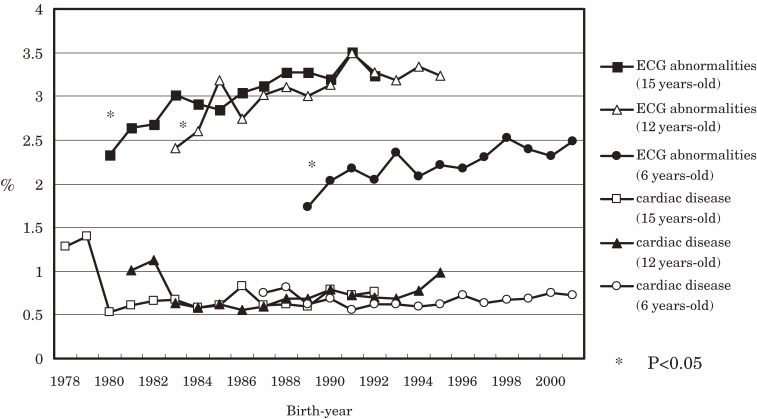 4
3.5
3
2.5
2
1.5
1
0.5
0
%
*
*
*
1978 1980 1982 1984 1986 1988 1990 1992 1994 1996 1998 2000
Birth-year
ECG abnormalities
(15 years-old)
ECG abnormalities
(12 years-old)
ECG abnormalities
(6 years-old)
cardiac disease
(15 years-old)
cardiac disease
(12 years-old)
cardiac disease
(6 years-old)
* P<0.05